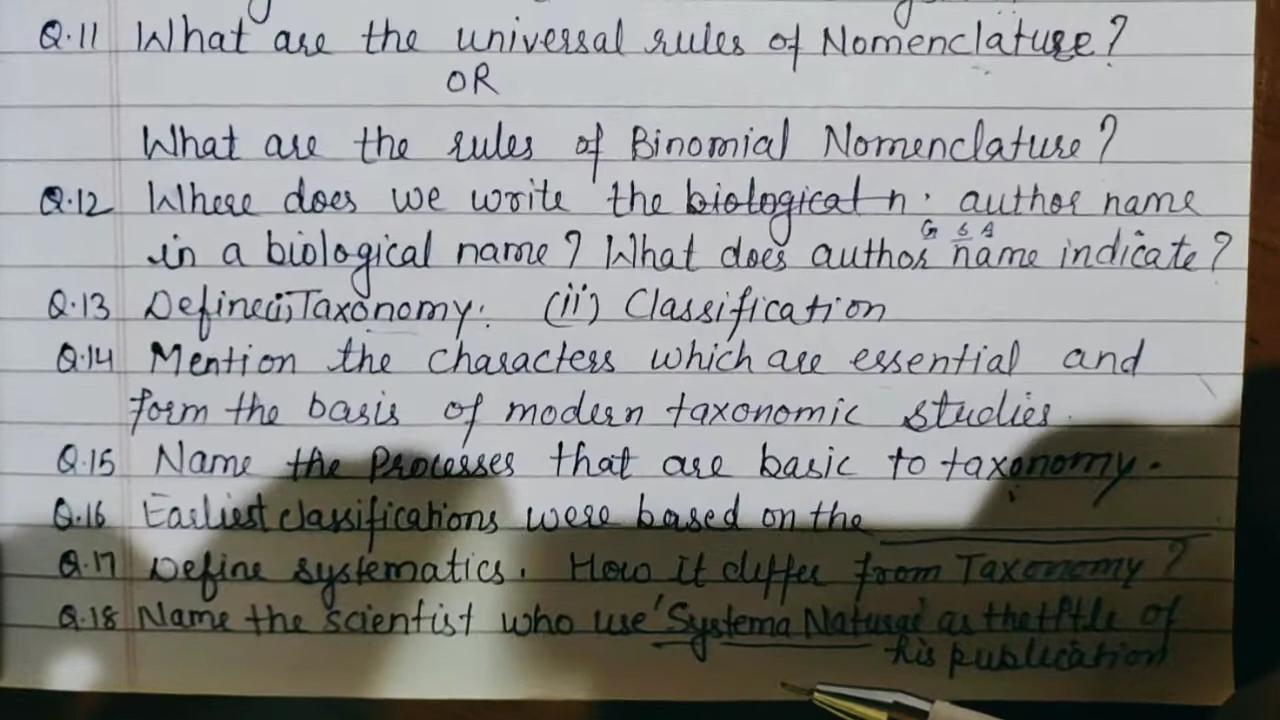 Q.11 What are the universal rules of Nomenclature?
OR
What are the rules of Binomial Nomenclature?
Q.12 Where does we write the biological n. author name
G S A
in a biological name? What does author name indicate?
Q.13 Define (i) Taxonomy. (ii) Classification
Q.14 Mention the characters which are essential and
form the basis of modern taxonomic studies.
Q.15 Name the Processes that are basic to taxonomy.
Q.16 Earliest classifications were based on the ________
Q.17 Define systematics. How it differ from Taxonomy?
Q.18 Name the scientist who use 'Systema Naturae' as the title of
his publication